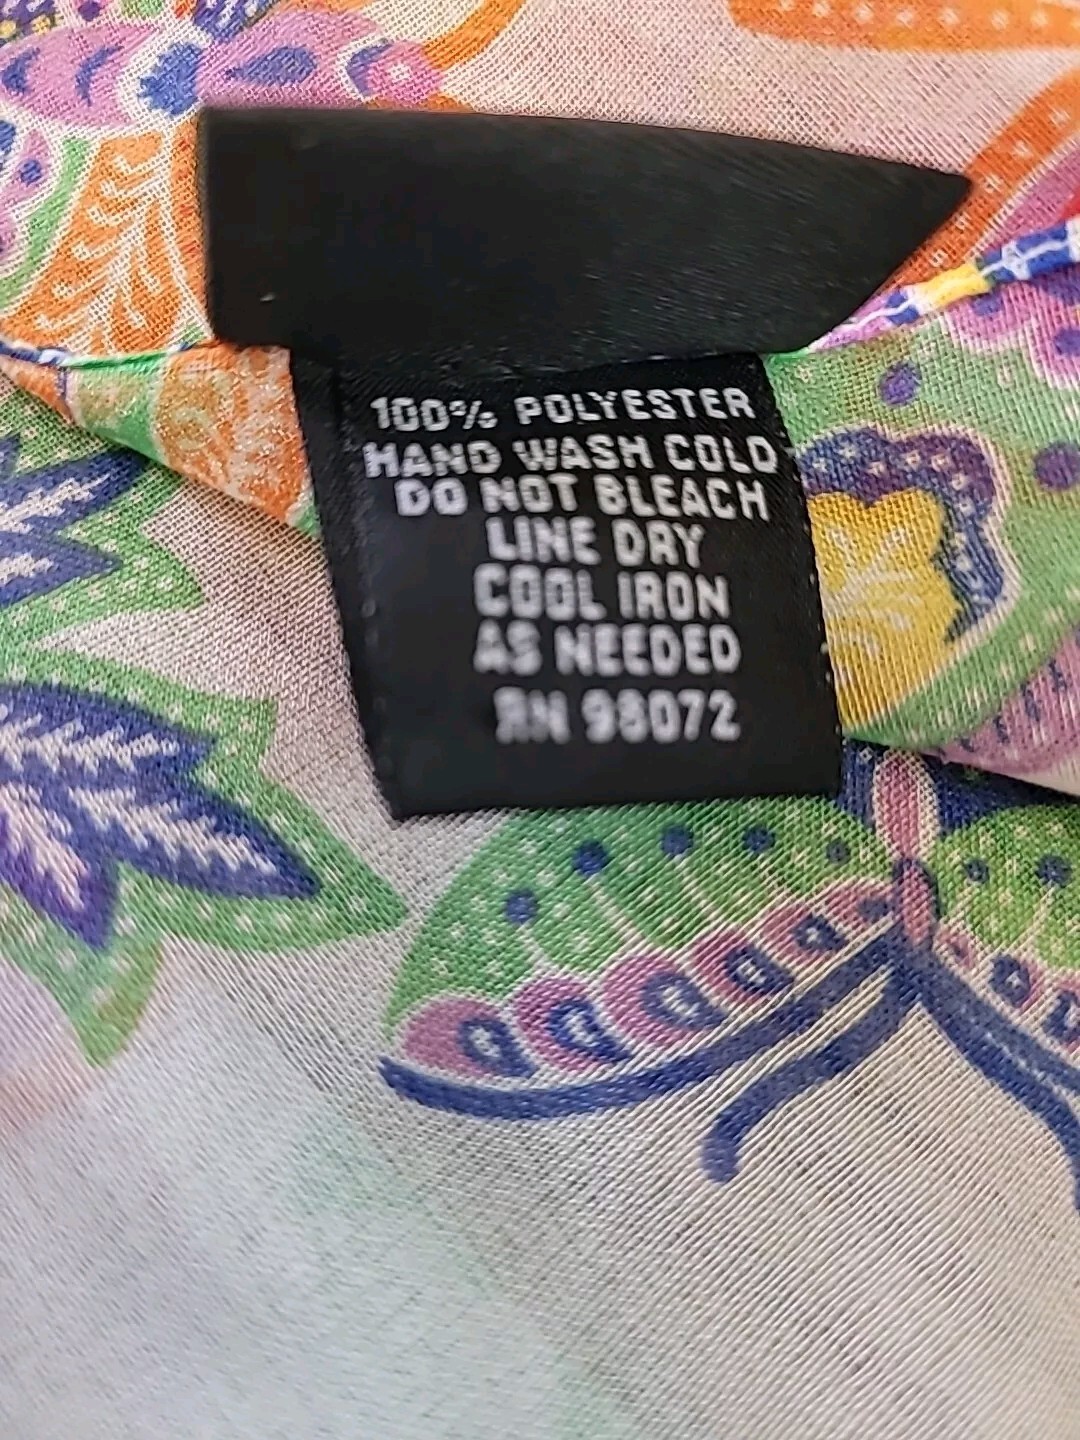 100% POLYESTER
HAND WASH COLD
DO NOT BLEACH
LINE DRY
COOL IRON
AS NEEDED
RN 98072